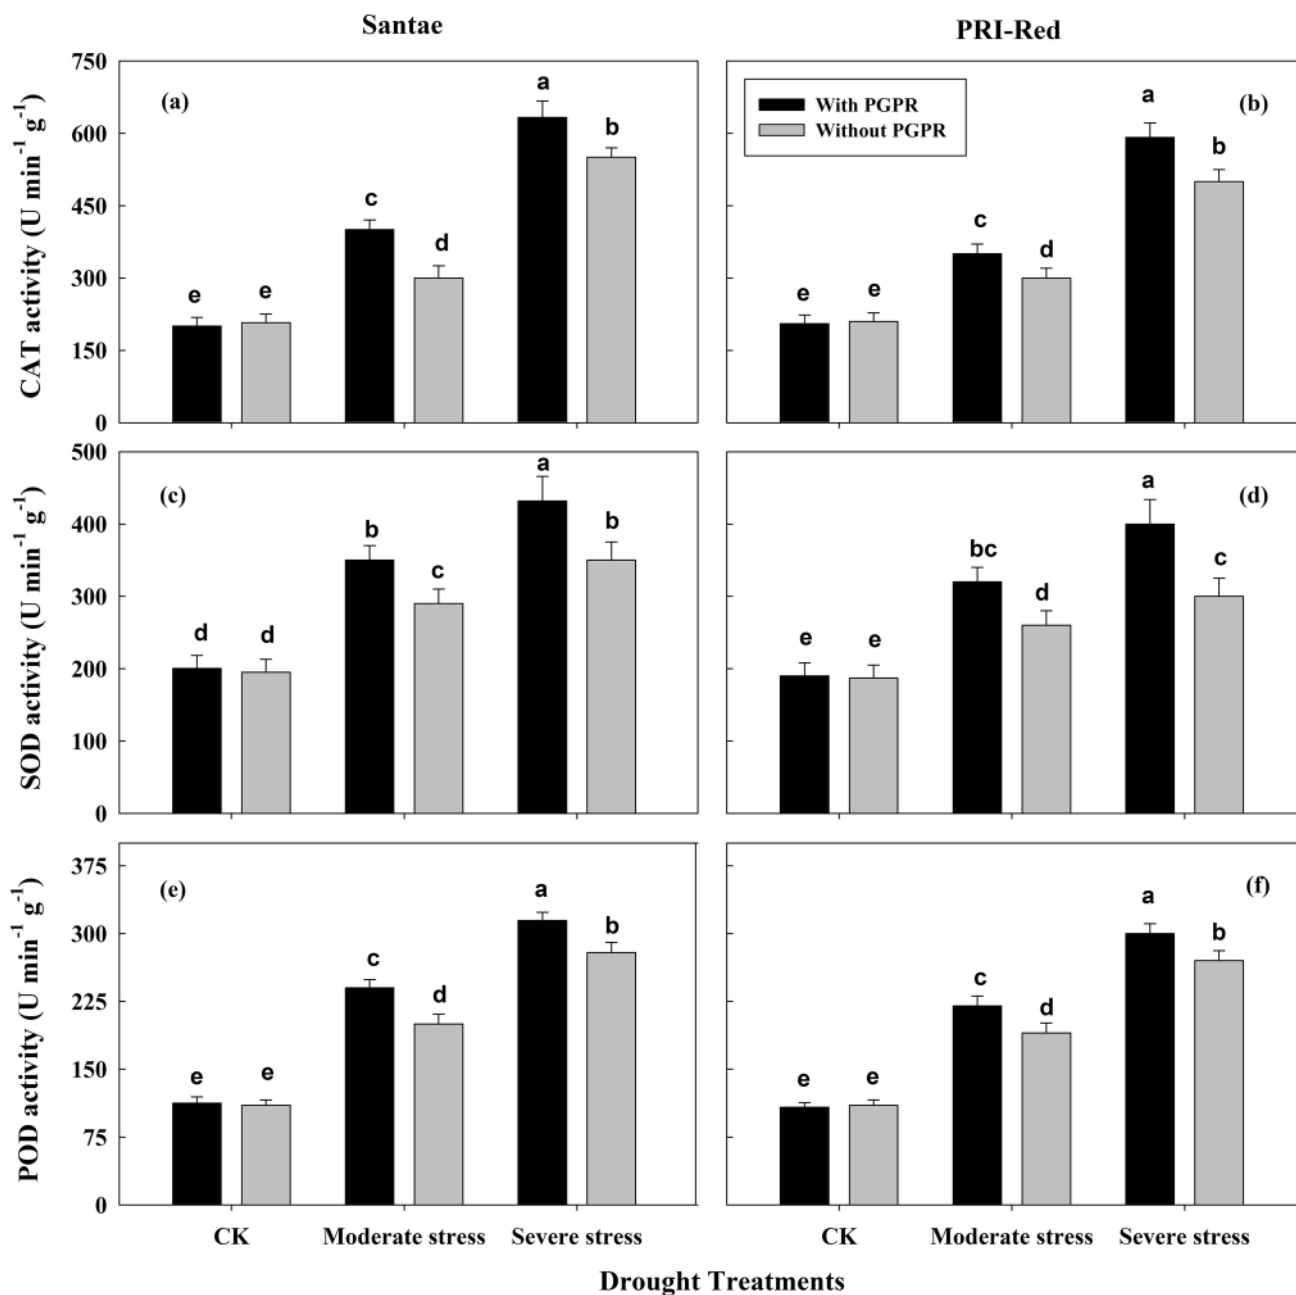 Santae
PRI-Red
CAT activity (U min⁻¹ g⁻¹)
750
600
450
300
150
0
(a)
e e c d a b
With PGPR
Without PGPR
(b)
e e c d a b
SOD activity (U min⁻¹ g⁻¹)
500
400
300
200
100
0
(c)
d d b c a b
(d)
e e bc d a c
POD activity (U min⁻¹ g⁻¹)
375
300
225
150
75
0
(e)
e e c d a b
(f)
e e c d a b
CK Moderate stress Severe stress
CK Moderate stress Severe stress
Drought Treatments